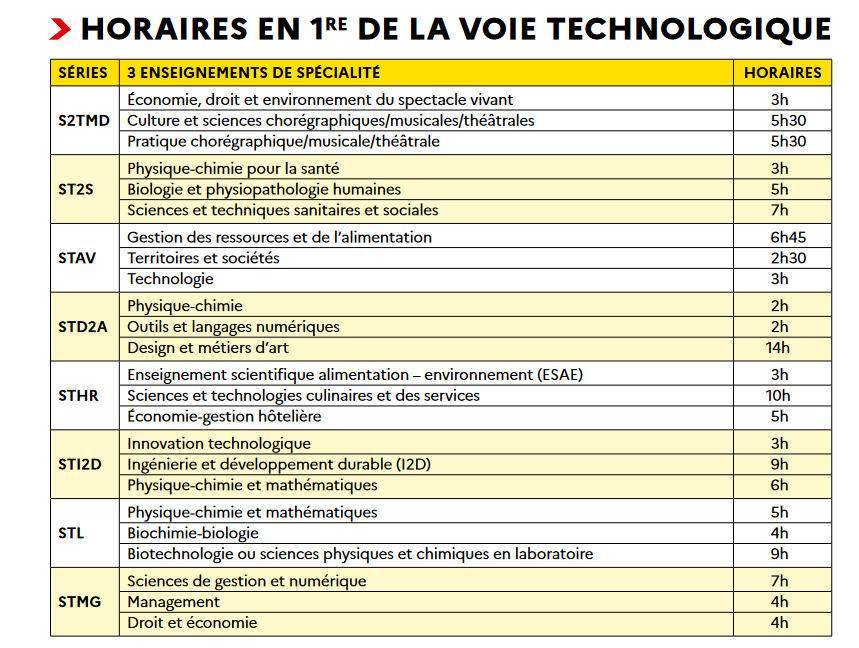 HORAIRES EN 1RE DE LA VOIE TECHNOLOGIQUE
SÉRIES 3 ENSEIGNEMENTS DE SPÉCIALITÉ HORAIRES
S2TMD
Économie, droit et environnement du spectacle vivant 3h
Culture et sciences chorégraphiques/musicales/théâtrales 5h30
Pratique chorégraphique/musicale/théâtrale 5h30
ST2S
Physique-chimie pour la santé 3h
Biologie et physiopathologie humaines 5h
Sciences et techniques sanitaires et sociales 7h
STAV
Gestion des ressources et de l’alimentation 6h45
Territoires et sociétés 2h30
Technologie 3h
STD2A
Physique-chimie 2h
Outils et langages numériques 2h
Design et métiers d’art 14h
STHR
Enseignement scientifique alimentation – environnement (ESAE) 3h
Sciences et technologies culinaires et des services 10h
Économie-gestion hôtelière 5h
STI2D
Innovation technologique 3h
Ingénierie et développement durable (I2D) 9h
Physique-chimie et mathématiques 6h
STL
Physique-chimie et mathématiques 5h
Biochimie-biologie 4h
Biotechnologie ou sciences physiques et chimiques en laboratoire 9h
STMG
Sciences de gestion et numérique 7h
Management 4h
Droit et économie 4h